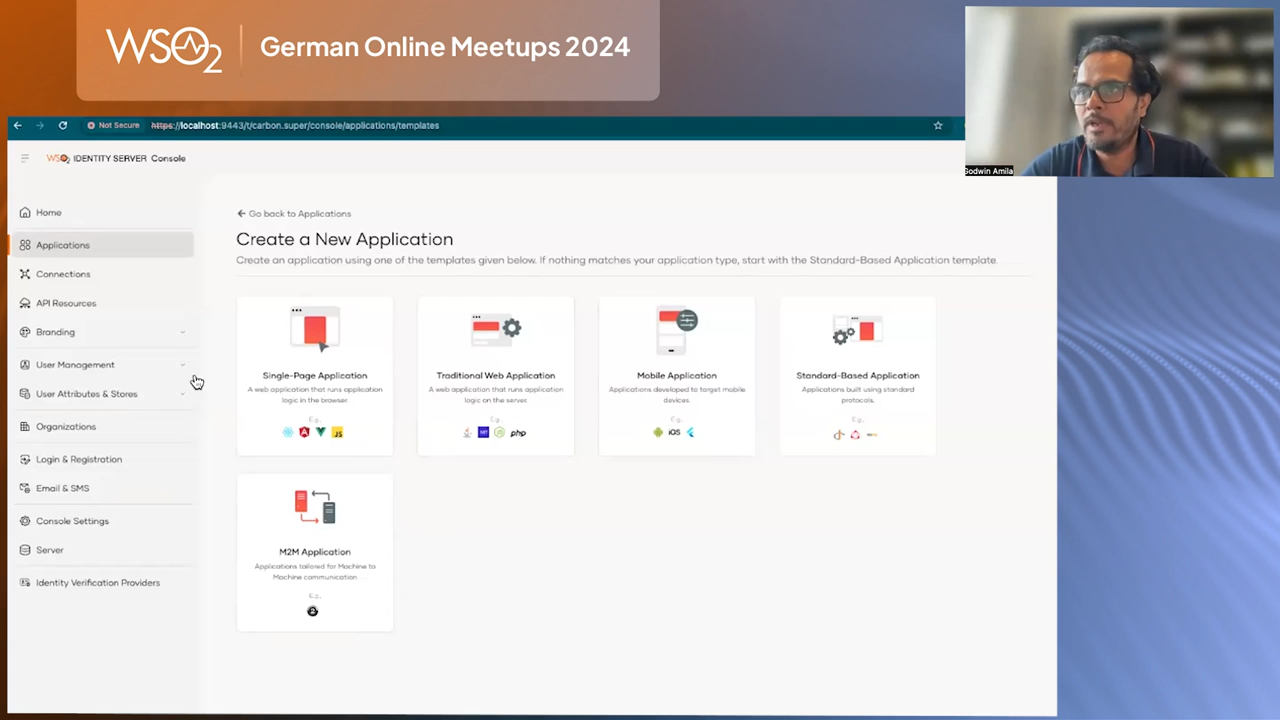 WSO2
German Online Meetups 2024
Not Secure
https://localhost:9443/t/carbon.super/console/applications/templates
WSO2 IDENTITY SERVER Console
Godwin Amila
Home
Applications
Connections
API Resources
Branding
User Management
User Attributes & Stores
Organizations
Login & Registration
Email & SMS
Console Settings
Server
Identity Verification Providers
Go back to Applications
Create a New Application
Create an application using one of the templates given below. If nothing matches your application type, start with the Standard-Based Application template.
Single-Page Application
A web application that runs application
logic in the browser.
E.g.
JS
Traditional Web Application
A web application that runs application
logic on the server.
E.g.
php
Mobile Application
Applications developed to target mobile
devices.
E.g.
iOS
Standard-Based Application
Applications built using standard
protocols.
E.g.
M2M Application
Applications tailored for Machine to
Machine communication
E.g.